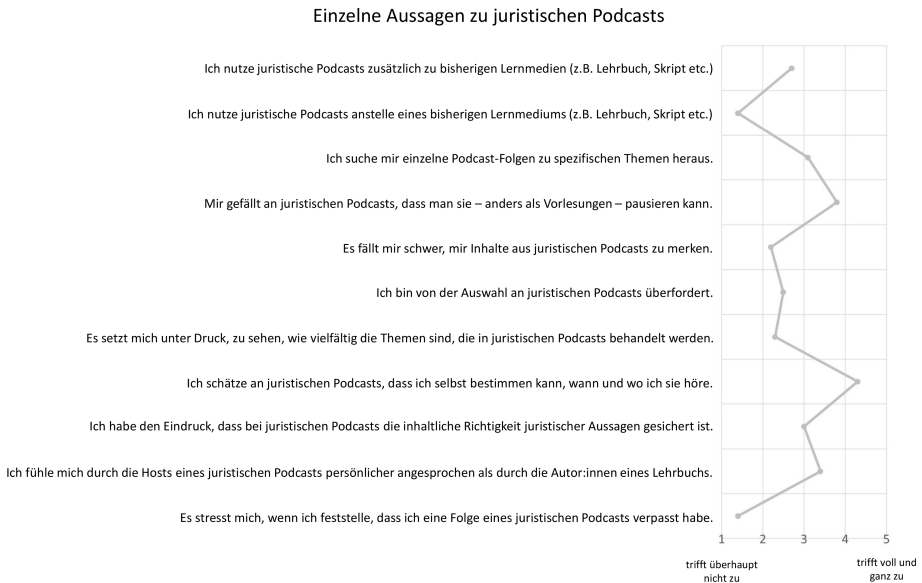 Einzelne Aussagen zu juristischen Podcasts
Ich nutze juristische Podcasts zusätzlich zu bisherigen Lernmedien (z.B. Lehrbuch, Skript etc.)
Ich nutze juristische Podcasts anstelle eines bisherigen Lernmediums (z.B. Lehrbuch, Skript etc.)
Ich suche mir einzelne Podcast-Folgen zu spezifischen Themen heraus.
Mir gefällt an juristischen Podcasts, dass man sie – anders als Vorlesungen – pausieren kann.
Es fällt mir schwer, mir Inhalte aus juristischen Podcasts zu merken.
Ich bin von der Auswahl an juristischen Podcasts überfordert.
Es setzt mich unter Druck, zu sehen, wie vielfältig die Themen sind, die in juristischen Podcasts behandelt werden.
Ich schätze an juristischen Podcasts, dass ich selbst bestimmen kann, wann und wo ich sie höre.
Ich habe den Eindruck, dass bei juristischen Podcasts die inhaltliche Richtigkeit juristischer Aussagen gesichert ist.
Ich fühle mich durch die Hosts eines juristischen Podcasts persönlicher angesprochen als durch die Autor:innen eines Lehrbuchs.
Es stresst mich, wenn ich feststelle, dass ich eine Folge eines juristischen Podcasts verpasst habe.
1 2 3 4 5
trifft überhaupt
nicht zu
trifft voll und
ganz zu